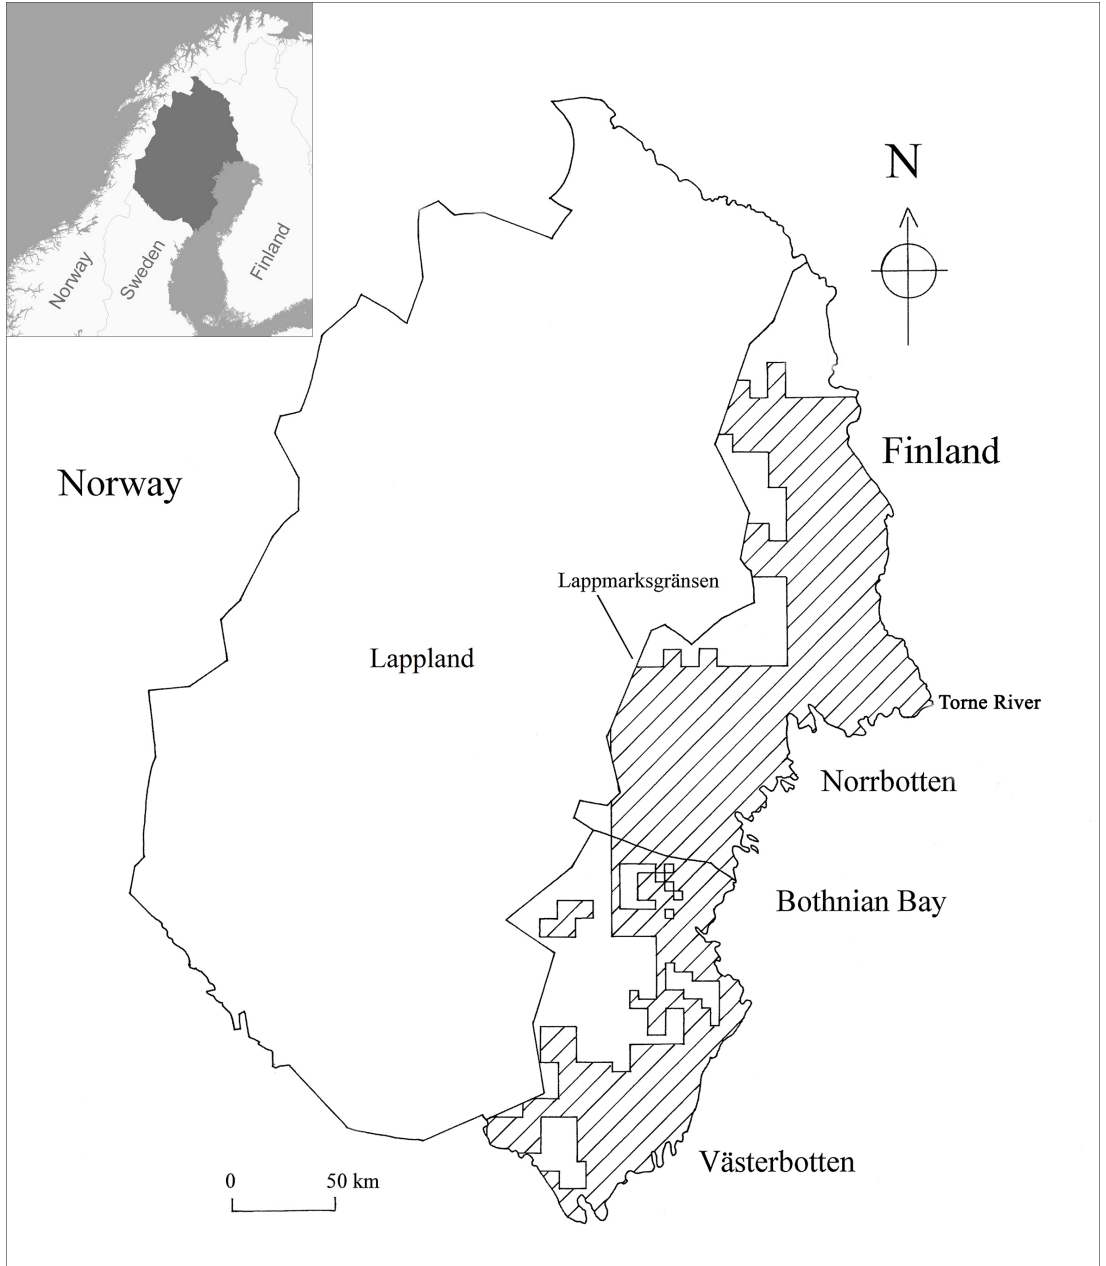 Norway
Sweden
Finland
N
Finland
Norway
Lappmarksgränsen
Lappland
Torne River
Norrbotten
Bothnian Bay
Västerbotten
0 50 km